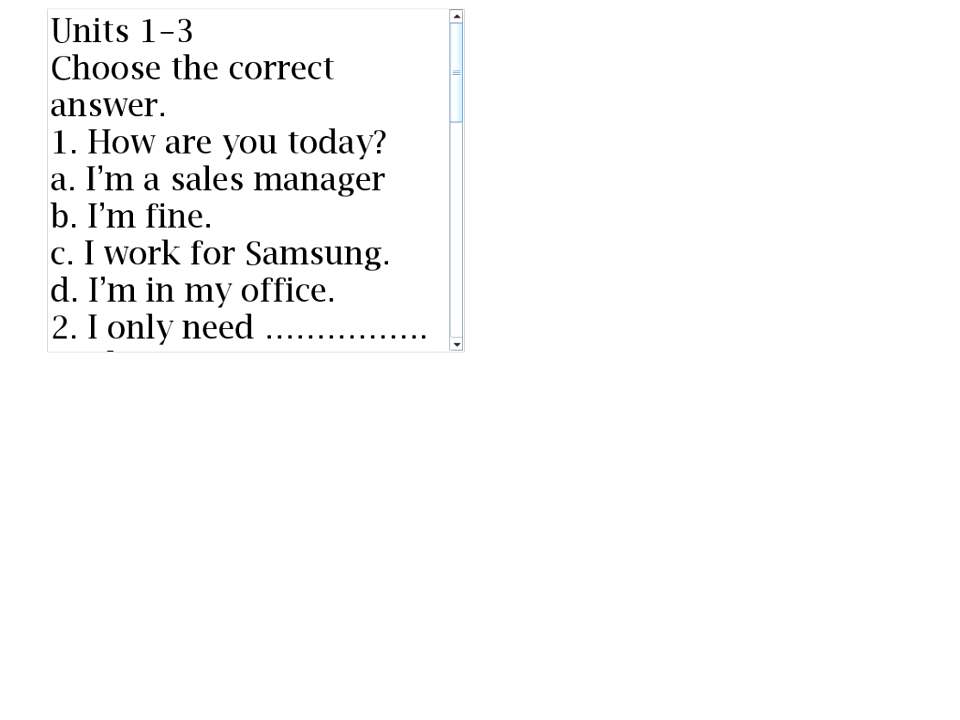 Units 1–3
Choose the correct
answer.
1. How are you today?
a. I’m a sales manager
b. I’m fine.
c. I work for Samsung.
d. I’m in my office.
2. I only need ................